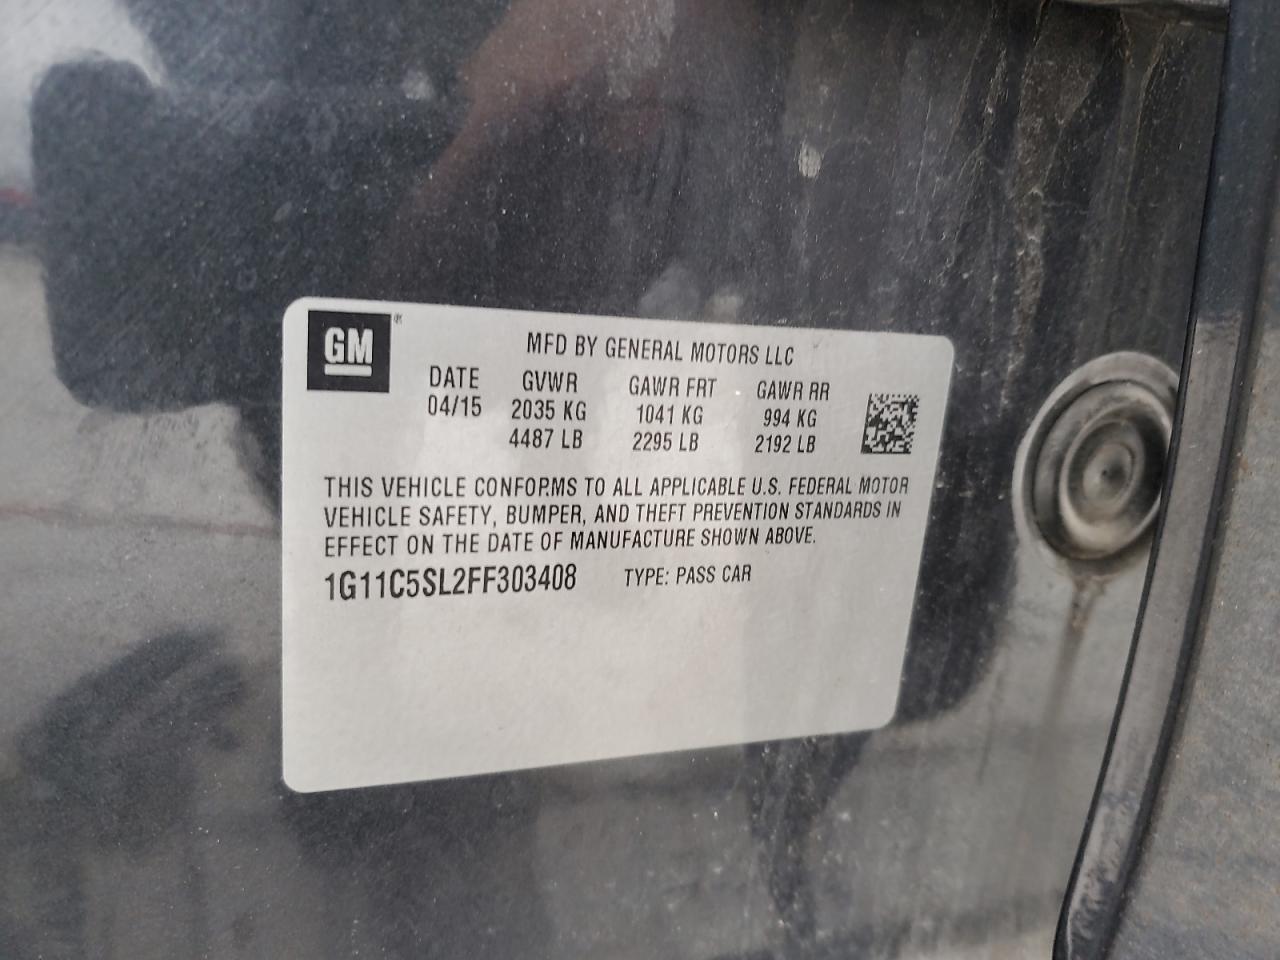 GM ®
MFD BY GENERAL MOTORS LLC
DATE GVWR GAWR FRT GAWR RR
04/15 2035 KG 1041 KG 994 KG
4487 LB 2295 LB 2192 LB
THIS VEHICLE CONFORMS TO ALL APPLICABLE U.S. FEDERAL MOTOR
VEHICLE SAFETY, BUMPER, AND THEFT PREVENTION STANDARDS IN
EFFECT ON THE DATE OF MANUFACTURE SHOWN ABOVE.
1G11C5SL2FF303408 TYPE: PASS CAR